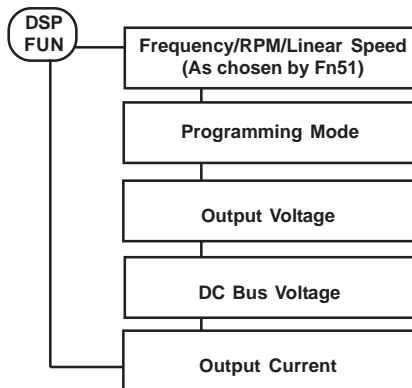 DSP
FUN
Frequency/RPM/Linear Speed
(As chosen by Fn51)
Programming Mode
Output Voltage
DC Bus Voltage
Output Current